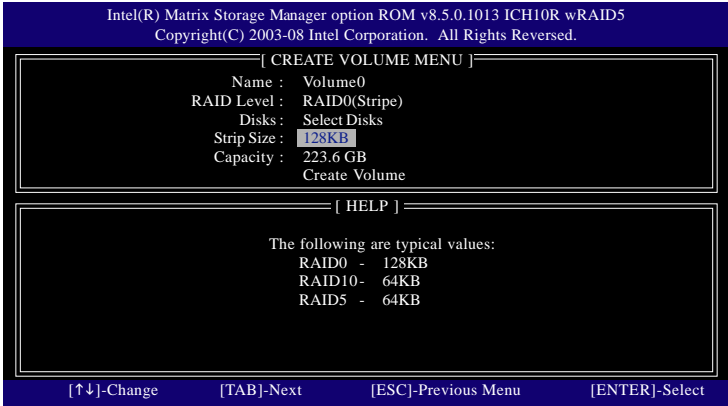 Intel(R) Matrix Storage Manager option ROM v8.5.0.1013 ICH10R wRAID5
Copyright(C) 2003-08 Intel Corporation. All Rights Reversed.
[ CREATE VOLUME MENU ]
Name : Volume0
RAID Level : RAID0(Stripe)
Disks : Select Disks
Strip Size : 128KB
Capacity : 223.6 GB
Create Volume
[ HELP ]
The following are typical values:
RAID0 - 128KB
RAID10- 64KB
RAID5 - 64KB
[↑↓]-Change [TAB]-Next [ESC]-Previous Menu [ENTER]-Select